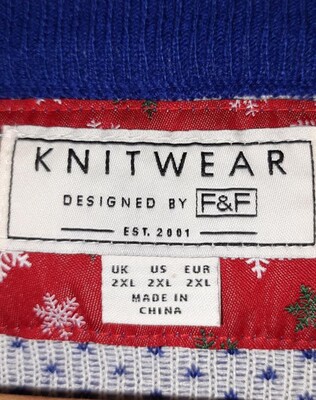 KNITWEAR
DESIGNED BY F&F
EST. 2001
UK US EUR
2XL 2XL 2XL
MADE IN
CHINA